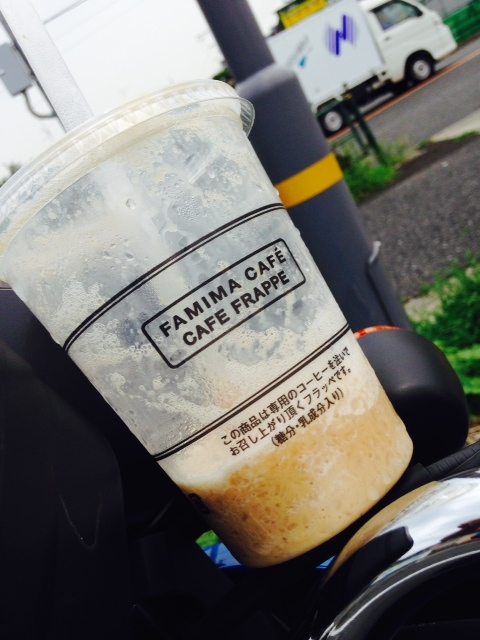 FAMIMA CAFÉ
CAFE FRAPPE
この商品は専用のコーヒーを注いで
お召し上がり頂くフラッペです。
(糖分・乳成分入り)